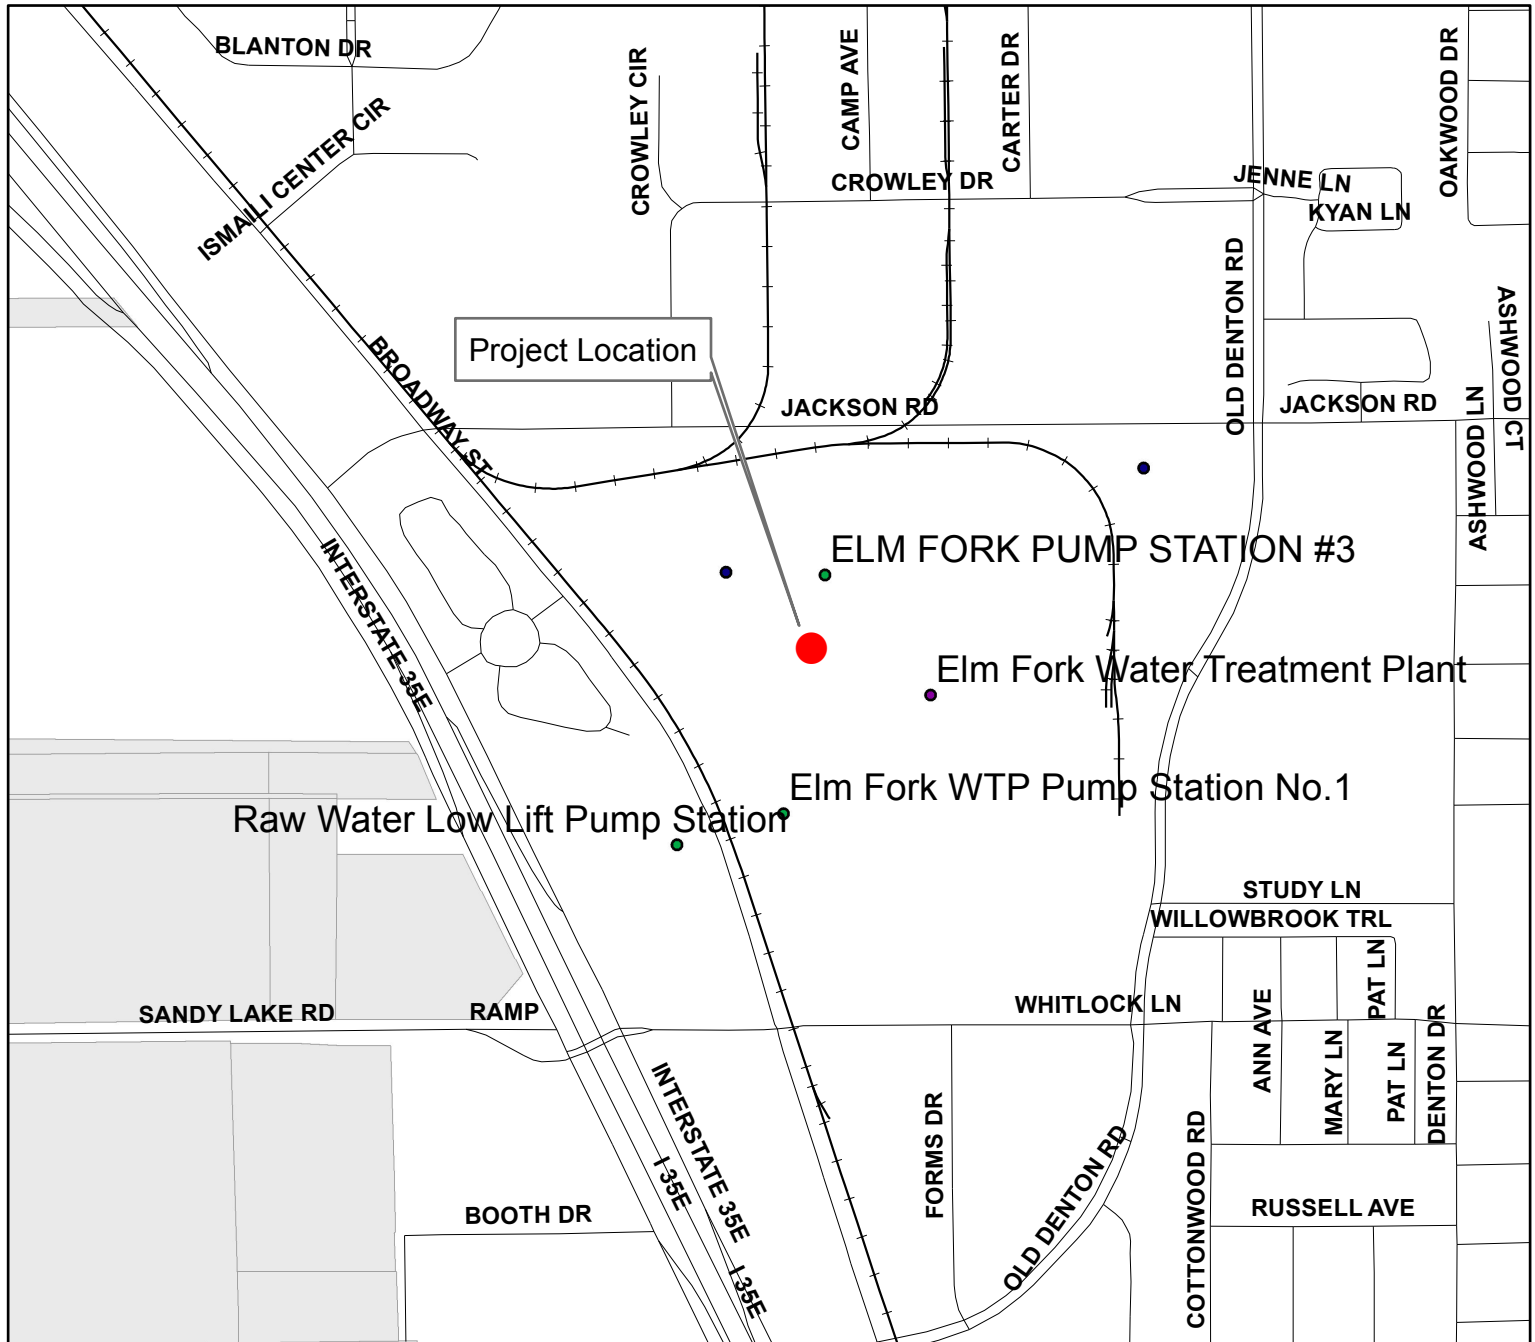 BLANTON DR
ISMAILI CENTER CIR
CROWLEY CIR
CAMP AVE
CARTER DR
OAKWOOD DR
CROWLEY DR
JENNE LN
KYAN LN
OLD DENTON RD
ASHWOOD CT
Project Location
BROADWAY ST
JACKSON RD
JACKSON RD
ASHWOOD LN
INTERSTATE 35E
ELM FORK PUMP STATION #3
Elm Fork Water Treatment Plant
Elm Fork WTP Pump Station No.1
Raw Water Low Lift Pump Station
STUDY LN
WILLOWBROOK TRL
PAT LN
SANDY LAKE RD
RAMP
WHITLOCK LN
ANN AVE
MARY LN
PAT LN
DENTON DR
INTERSTATE 35E
I 35E
I 35E
FORMS DR
OLD DENTON RD
COTTONWOOD RD
BOOTH DR
RUSSELL AVE